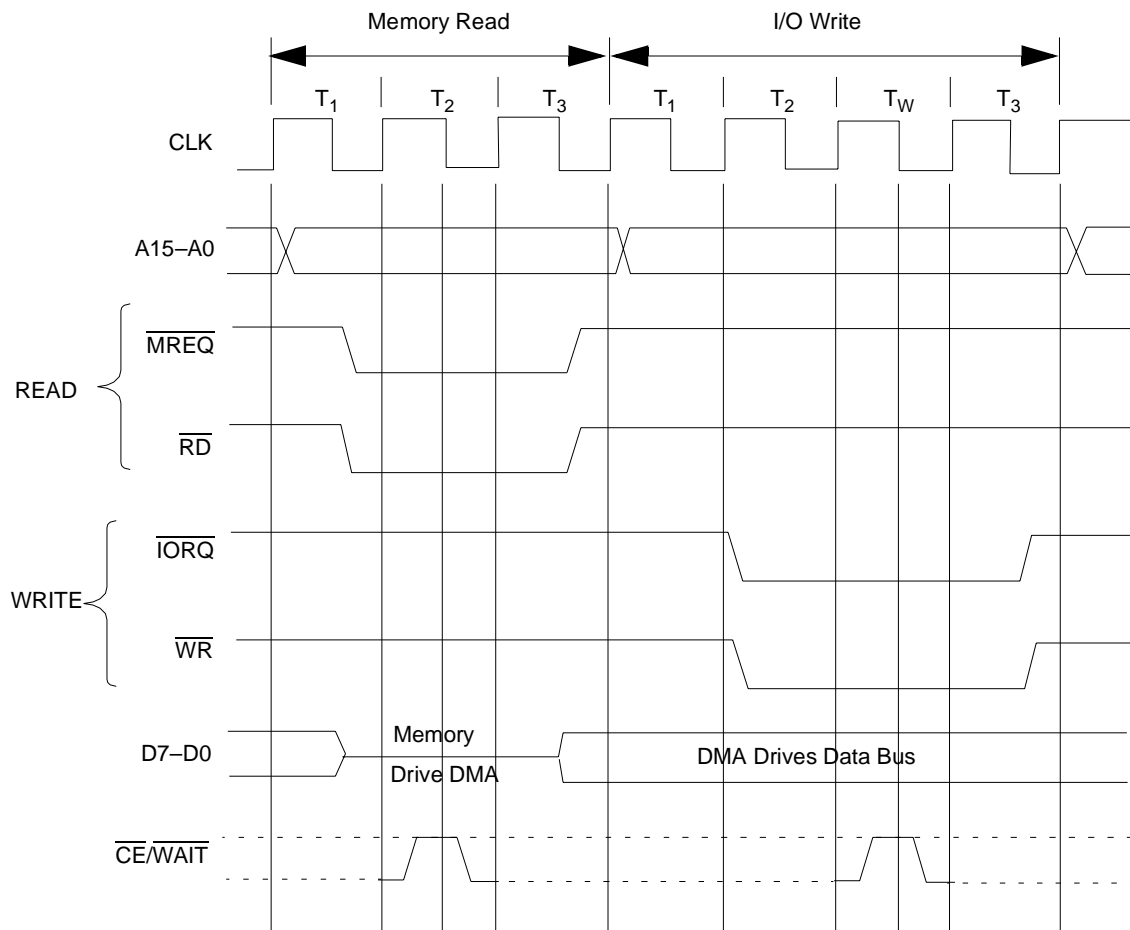 Memory Read I/O Write
T1 T2 T3 T1 T2 TW T3
CLK
A15–A0
MREQ
READ
RD
IORQ
WRITE
WR
Memory
D7–D0 DMA Drives Data Bus
Drive DMA
CE/WAIT